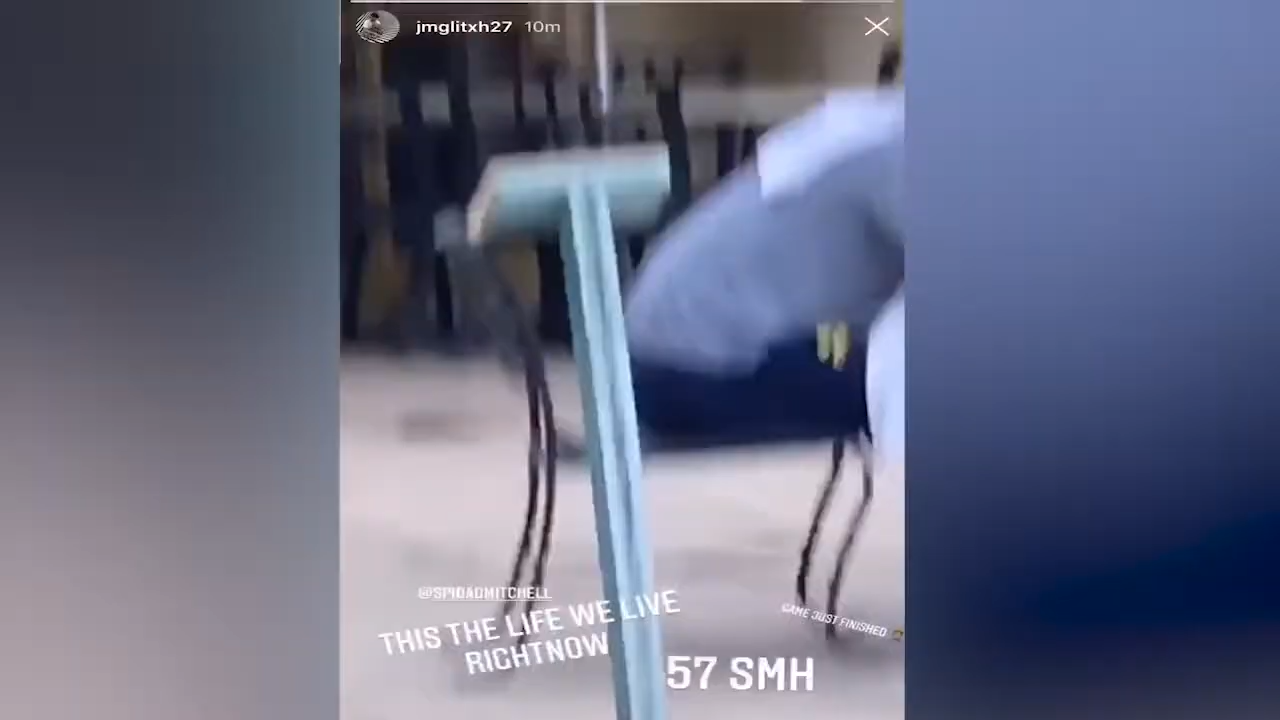 jmglitxh27 10m
@SPIDADMITCHELL
THIS THE LIFE WE LIVE
RIGHTNOW
GAME JUST FINISHED
57 SMH